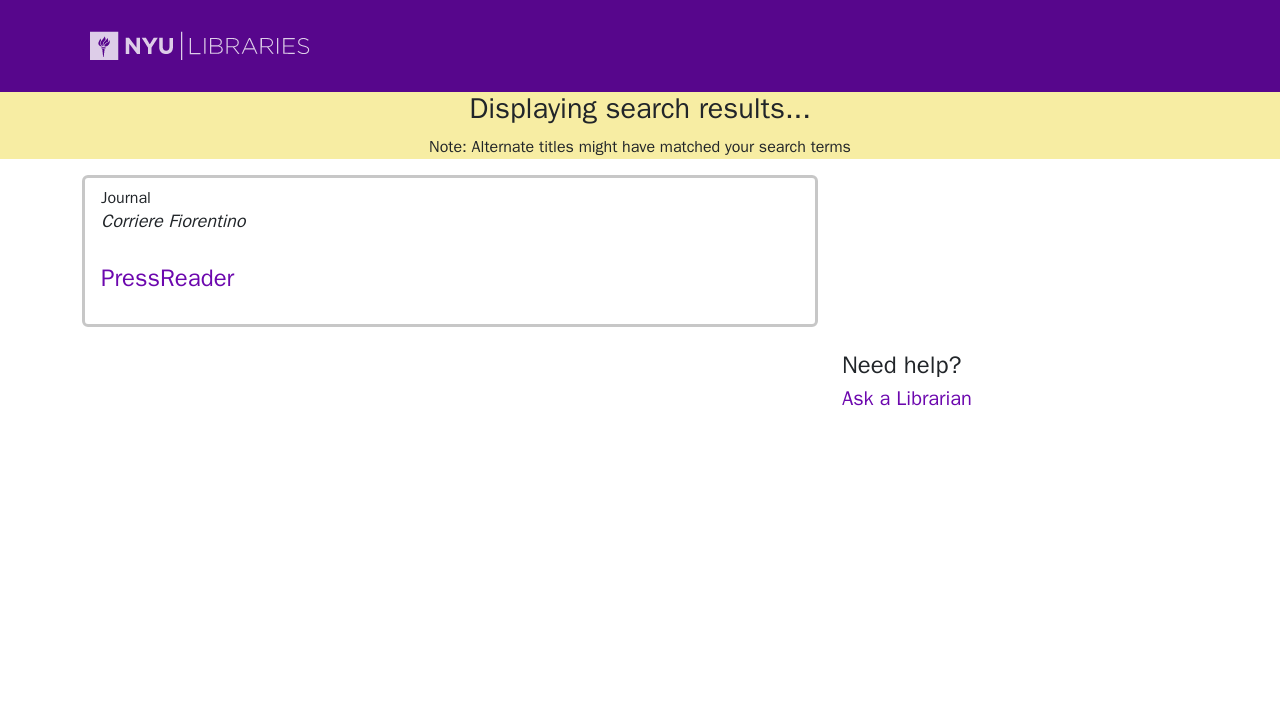 NYU LIBRARIES
Displaying search results...
Note: Alternate titles might have matched your search terms
Journal
Corriere Fiorentino
PressReader
Need help?
Ask a Librarian